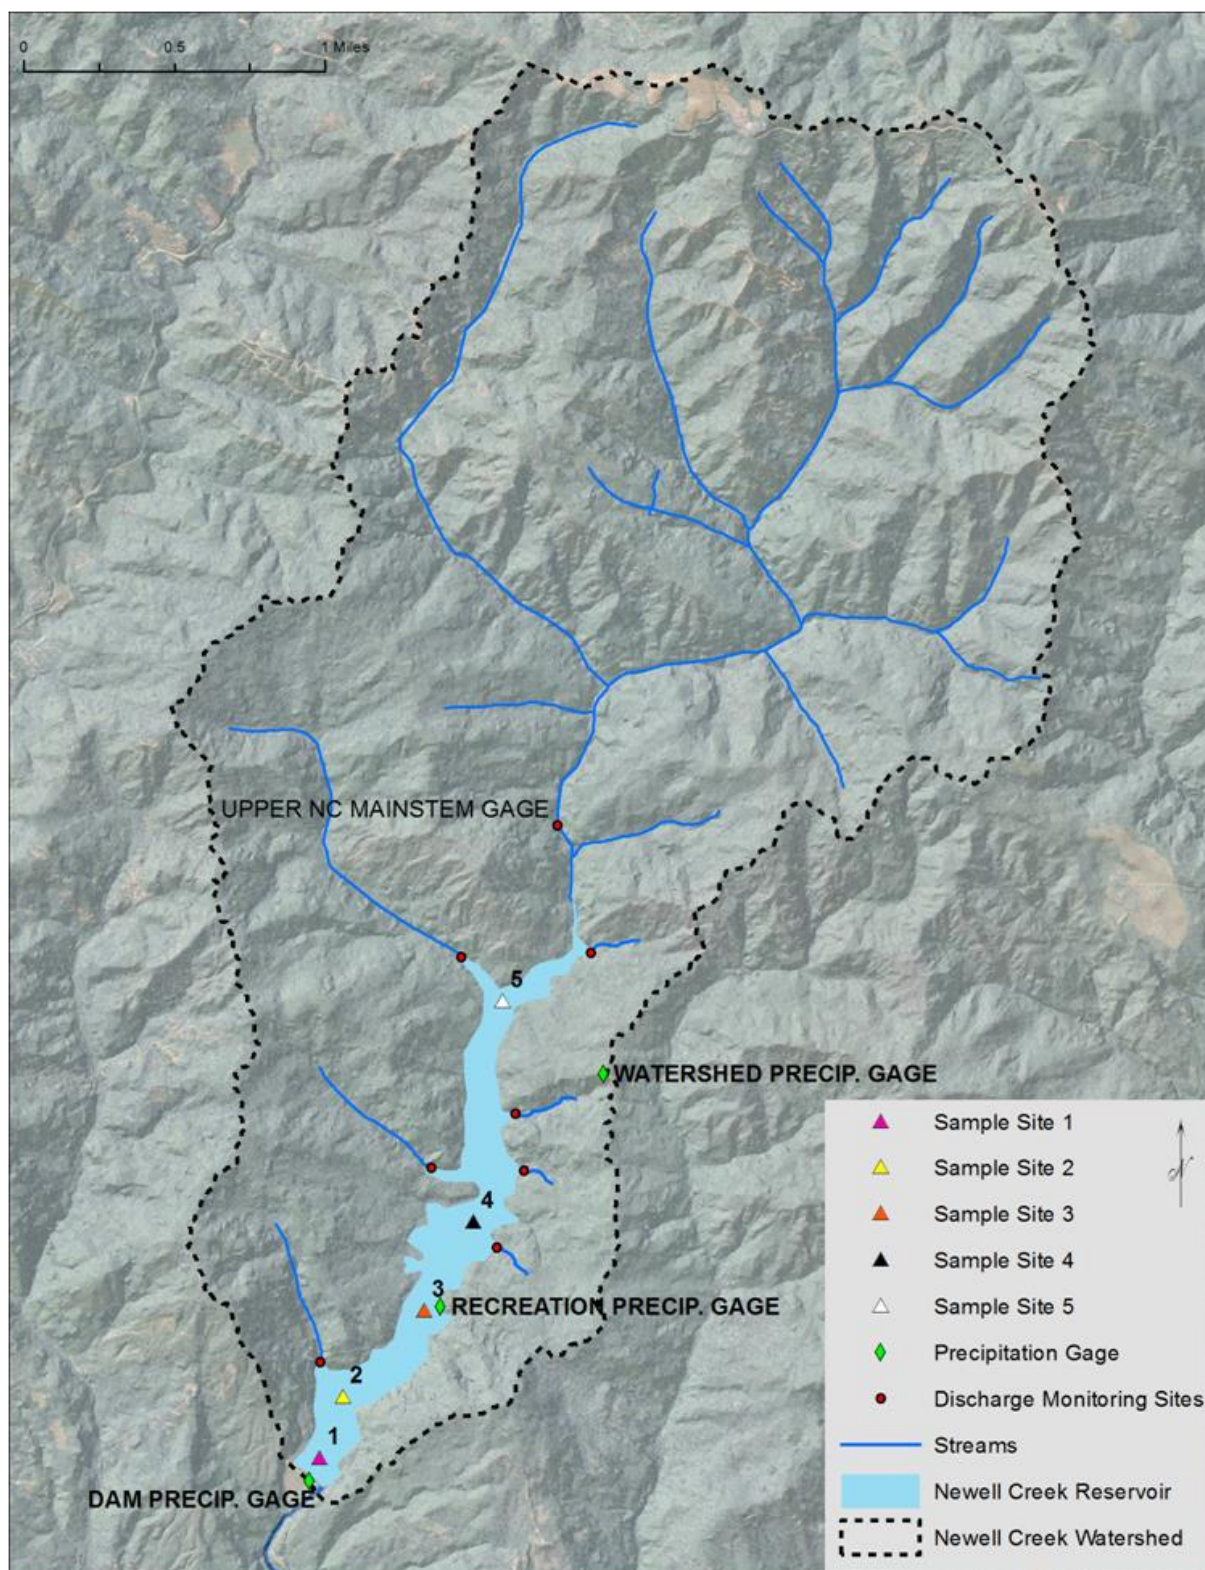 0 0.5 1 Miles
UPPER NC MAINSTEM GAGE
5
WATERSHED PRECIP. GAGE
4
3
RECREATION PRECIP. GAGE
2
1
DAM PRECIP. GAGE
Sample Site 1
Sample Site 2
Sample Site 3
Sample Site 4
Sample Site 5
Precipitation Gage
Discharge Monitoring Sites
Streams
Newell Creek Reservoir
Newell Creek Watershed
N